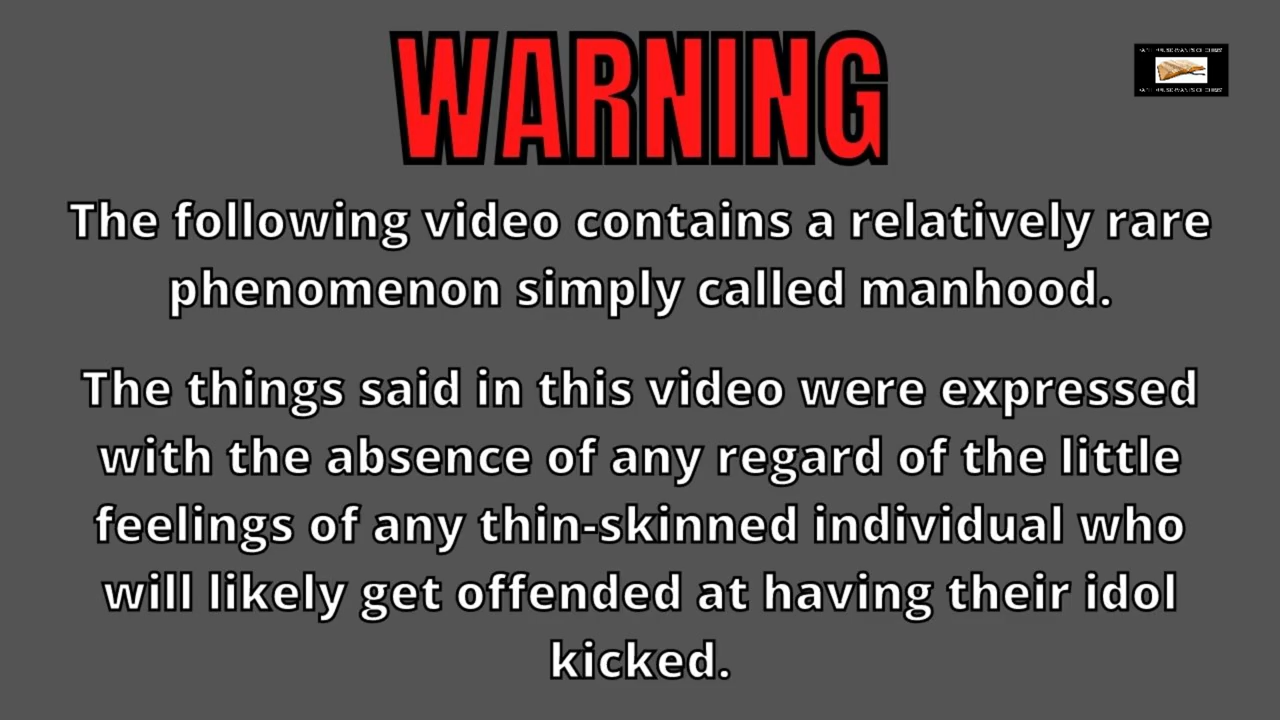 WARNING
The following video contains a relatively rare
phenomenon simply called manhood.
The things said in this video were expressed
with the absence of any regard of the little
feelings of any thin-skinned individual who
will likely get offended at having their idol
kicked.